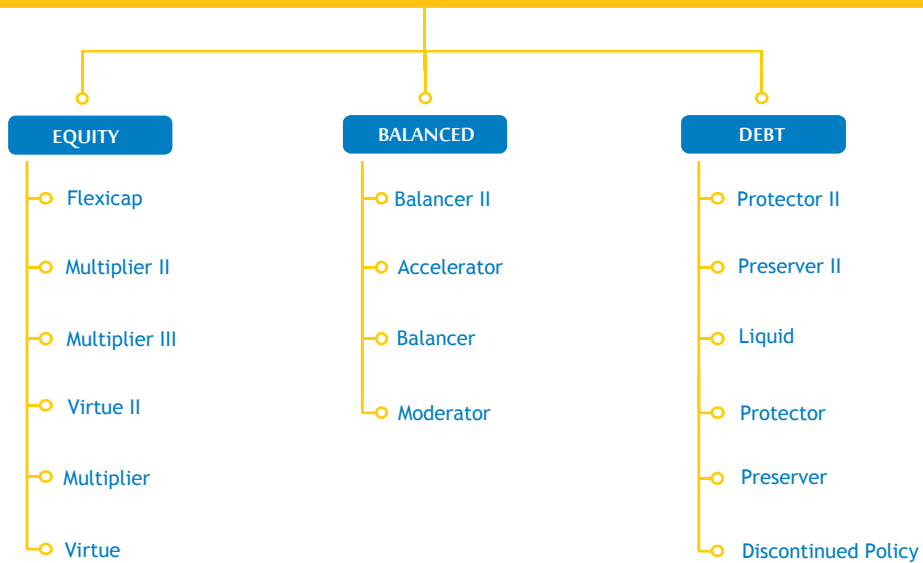 EQUITY
Flexicap
Multiplier II
Multiplier III
Virtue II
Multiplier
Virtue
BALANCED
Balancer II
Accelerator
Balancer
Moderator
DEBT
Protector II
Preserver II
Liquid
Protector
Preserver
Discontinued Policy